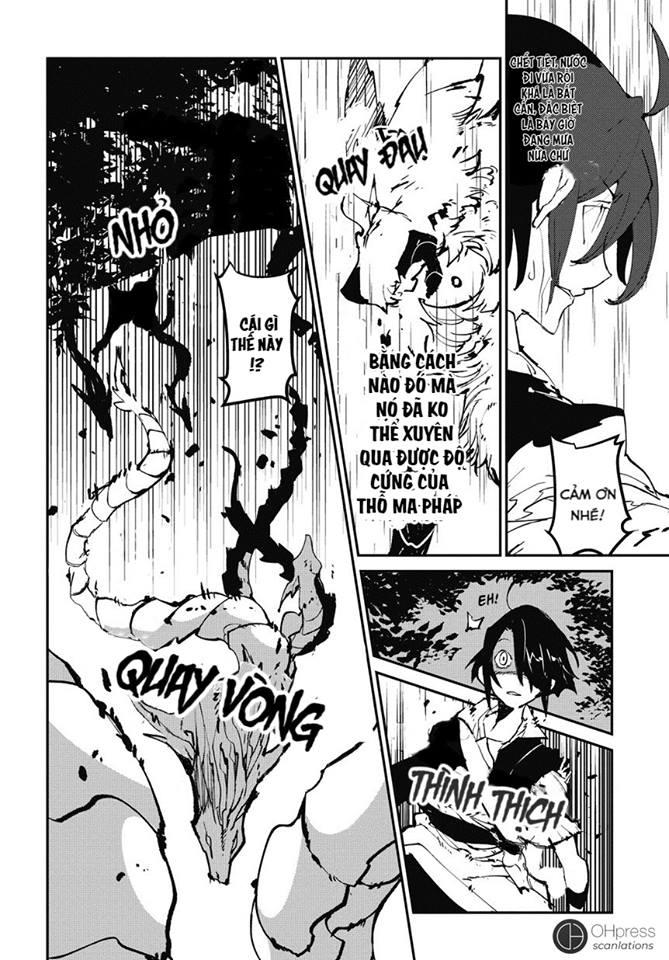 CHẾT TIỆT, NƯỚC
ĐI VỪA RỒI
KHÁ LÀ BẤT
CẨN, ĐẶC BIỆT
LÀ BÂY GIỜ
ĐANG MƯA
NỮA CHỨ
CẢM ƠN
NHÉ!
QUAY ĐẦU
BẰNG CÁCH
NÀO ĐÓ MÀ
NÓ ĐÃ KO
THỂ XUYÊN
QUA ĐƯỢC ĐỘ
CỨNG CỦA
THỔ MA PHÁP
NHỎ
CÁI GÌ
THẾ NÀY
!?
QUAY VÒNG
EH!
THÌNH THỊCH
OHpress
scanlations